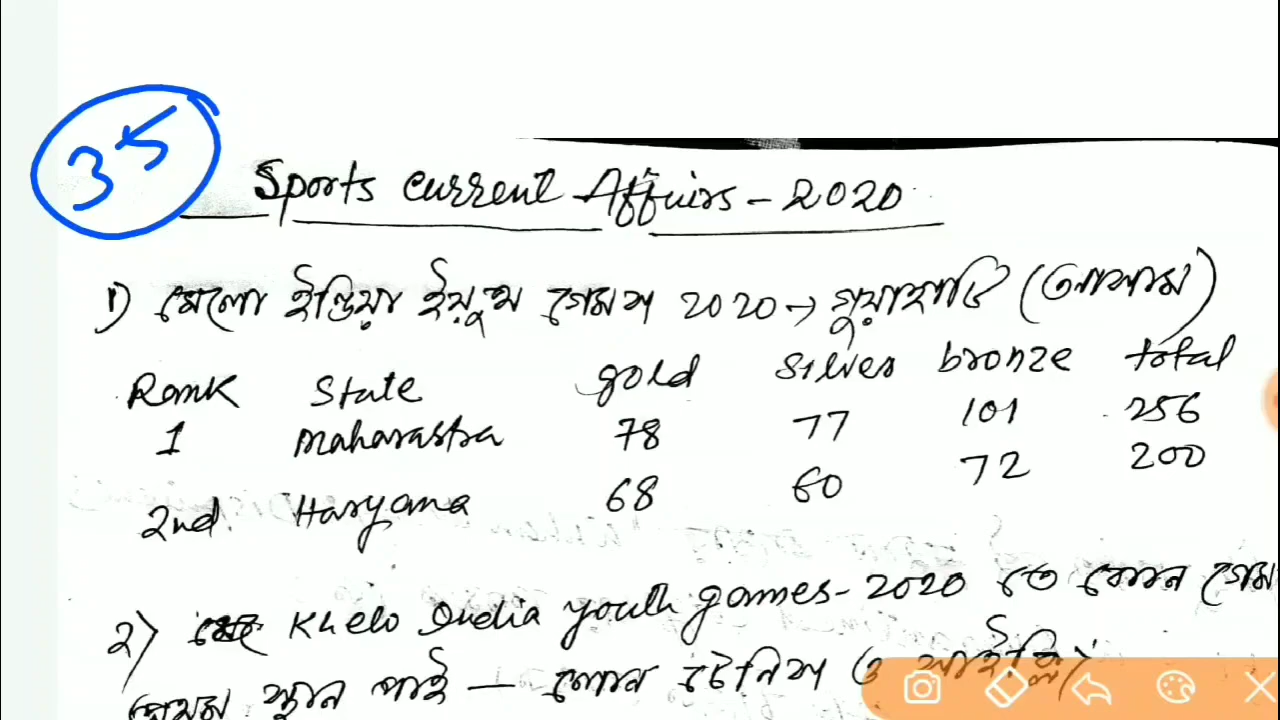 35
Sports current Affairs - 2020
1) খেলো ইন্ডিয়া ইয়ুথ গেমস 2020 → গুয়াহাটি (আসাম)
Rank State gold Silver bronze total
1 maharastra 78 77 101 256
2nd Haryana 68 60 72 200
2) Khelo India youth games - 2020 তে কোন গেম
স্থান পাই — লোন টেনিস ও সাইক্লিং